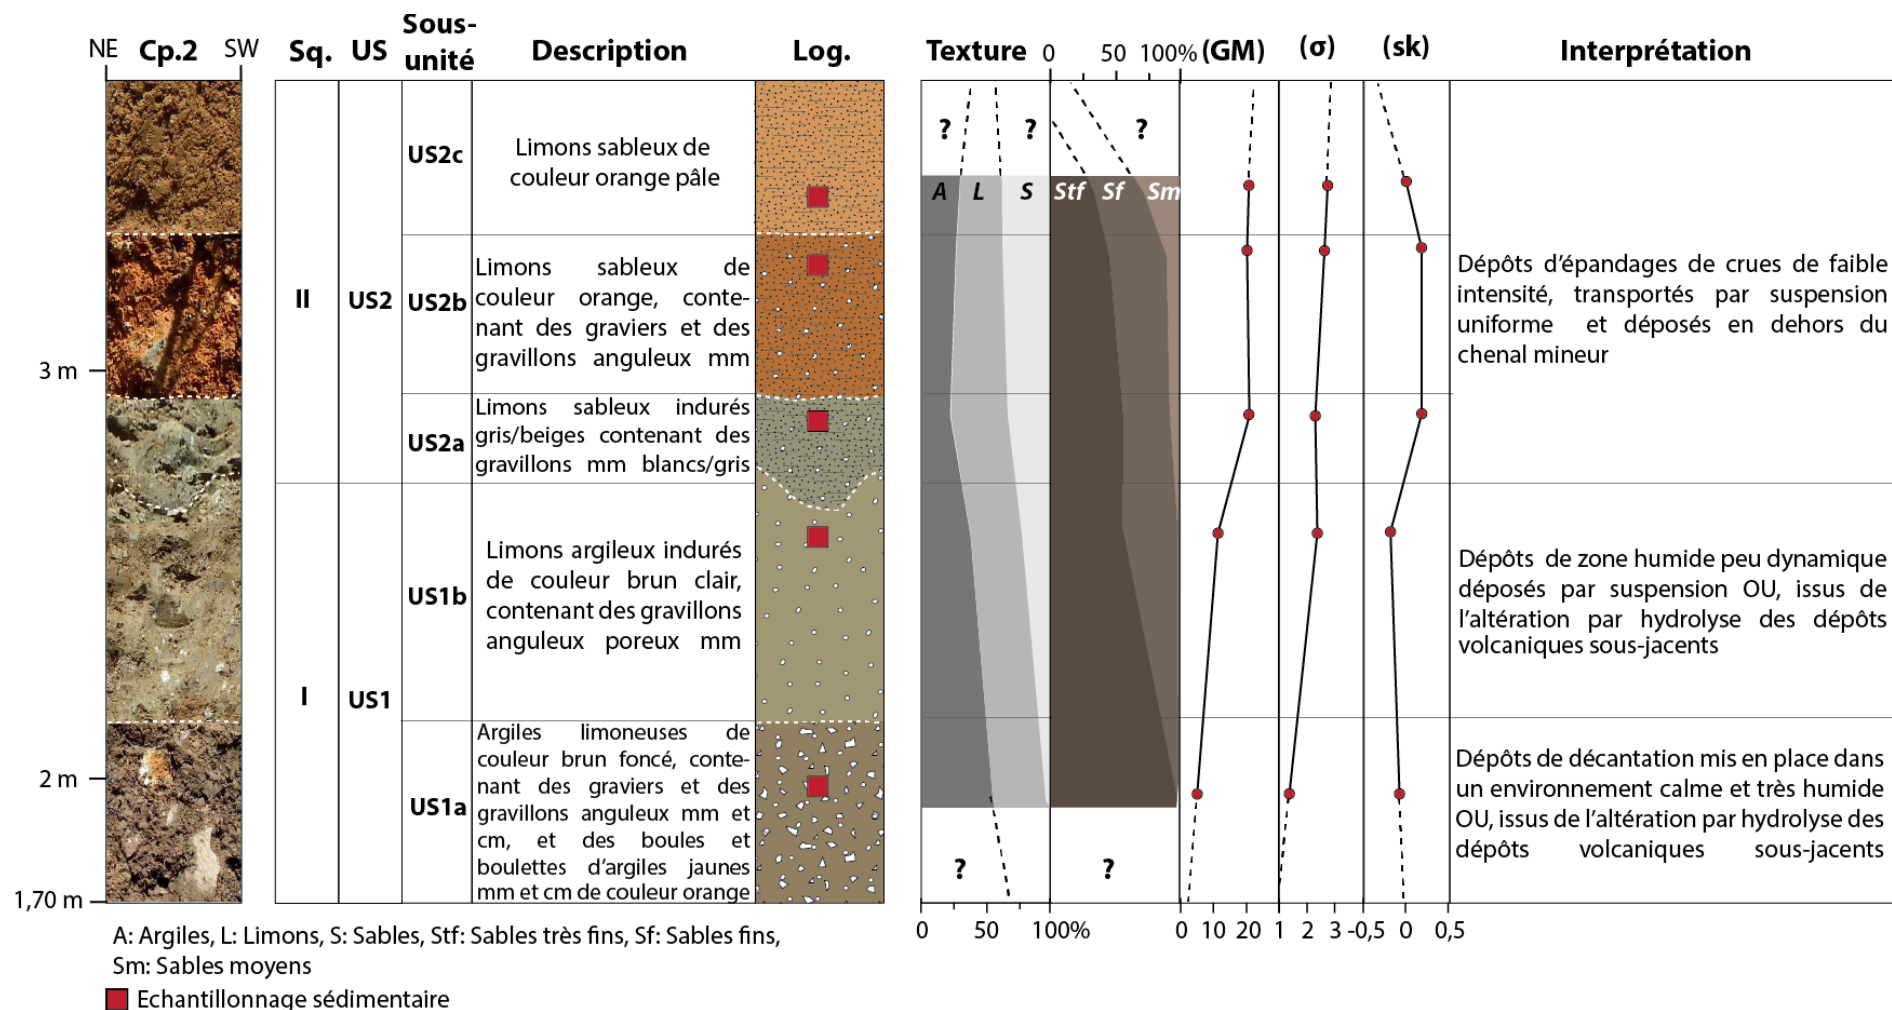 NE Cp.2 SW
Sq.
US
Sous-
unité
Description
Log.
Texture
0 50 100%
(GM)
(σ)
(sk)
Interprétation
3 m
2 m
1,70 m
II
US2
US2c
Limons sableux de
couleur orange pâle
US2b
Limons sableux de
couleur orange, conte-
nant des graviers et des
gravillons anguleux mm
US2a
Limons sableux indurés
gris/beiges contenant des
gravillons mm blancs/gris
I
US1
US1b
Limons argileux indurés
de couleur brun clair,
contenant des gravillons
anguleux poreux mm
US1a
Argiles limoneuses de
couleur brun foncé, conte-
nant des graviers et des
gravillons anguleux mm et
cm, et des boules et
boulettes d'argiles jaunes
mm et cm de couleur orange
? ? ?
A L S Stf Sf Sm
? ?
0 50 100%
0 10 20
1 2 3
-0,5 0 0,5
Dépôts d'épandages de crues de faible
intensité, transportés par suspension
uniforme et déposés en dehors du
chenal mineur
Dépôts de zone humide peu dynamique
déposés par suspension OU, issus de
l'altération par hydrolyse des dépôts
volcaniques sous-jacents
Dépôts de décantation mis en place dans
un environnement calme et très humide
OU, issus de l'altération par hydrolyse des
dépôts volcaniques sous-jacents
A: Argiles, L: Limons, S: Sables, Stf: Sables très fins, Sf: Sables fins,
Sm: Sables moyens
Echantillonnage sédimentaire